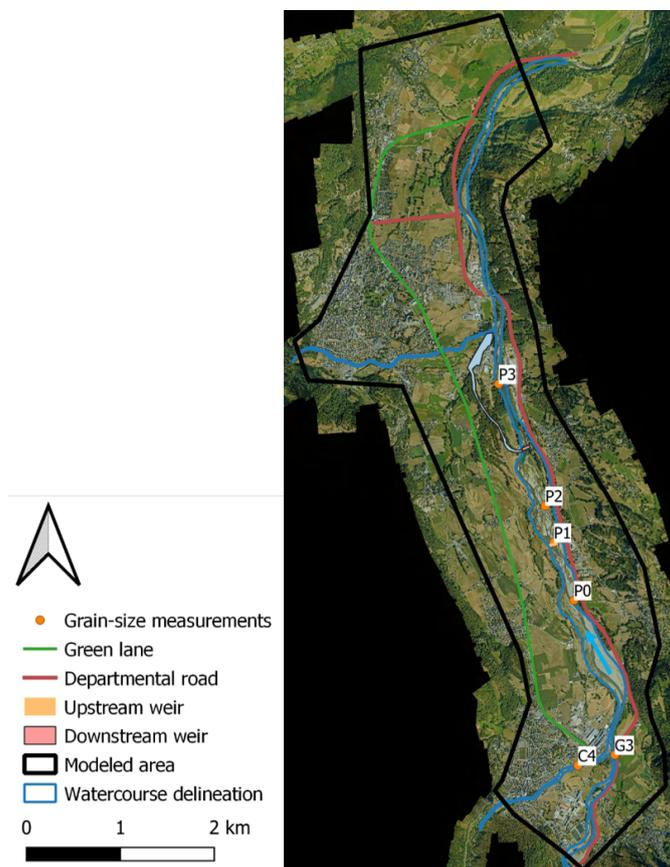 P3
P2
P1
P0
G3
C4
Grain-size measurements
Green lane
Departmental road
Upstream weir
Downstream weir
Modeled area
Watercourse delineation
0 1 2 km